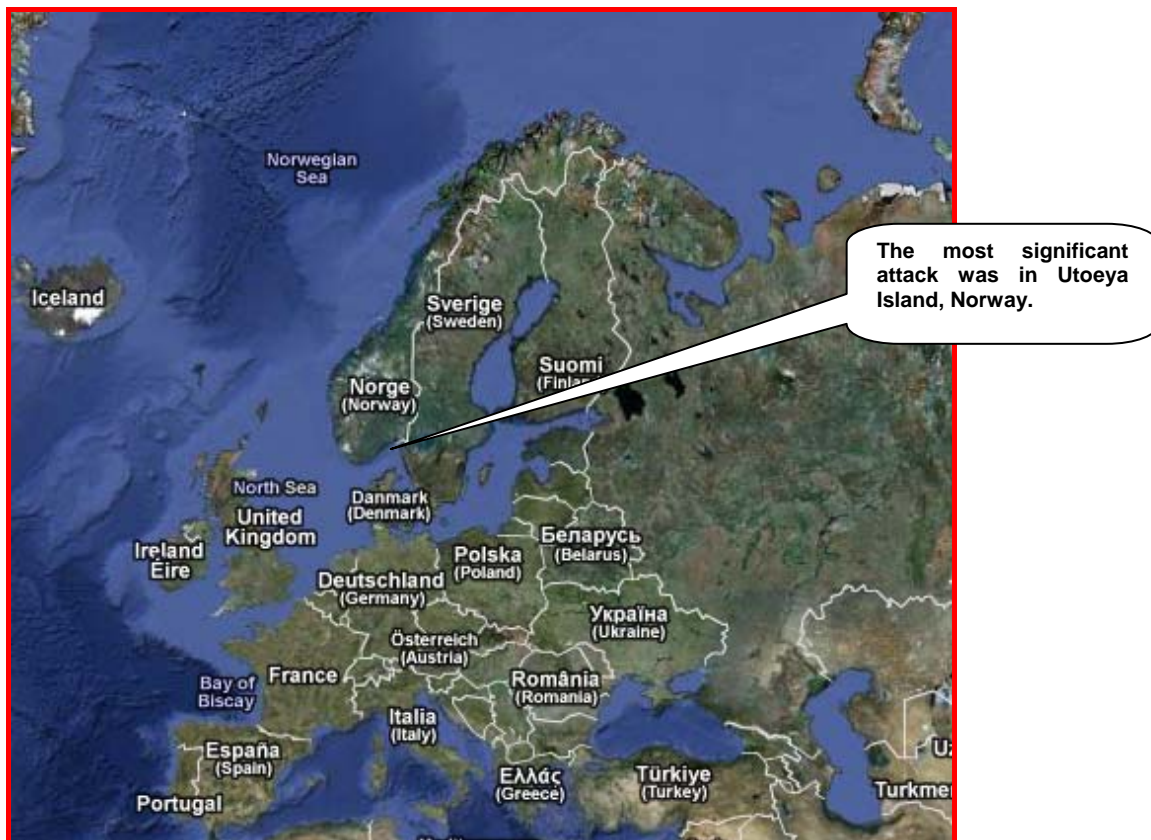 Norwegian
Sea
The most significant
attack was in Utoeya
Island, Norway.
Iceland
Sverige
(Sweden)
Suomi
Norge
(Norway)
North Sea
Danmark
(Denmark)
United
Kingdom
Беларусь
(Belarus)
Ireland
Éire
Polska
(Poland)
Deutschland
(Germany)
Україна
(Ukraine)
Österreich
(Austria)
France
România
(Romania)
Bay of
Biscay
Italia
(Italy)
España
(Spain)
Ελλάς
(Greece)
Türkiye
(Turkey)
Portugal